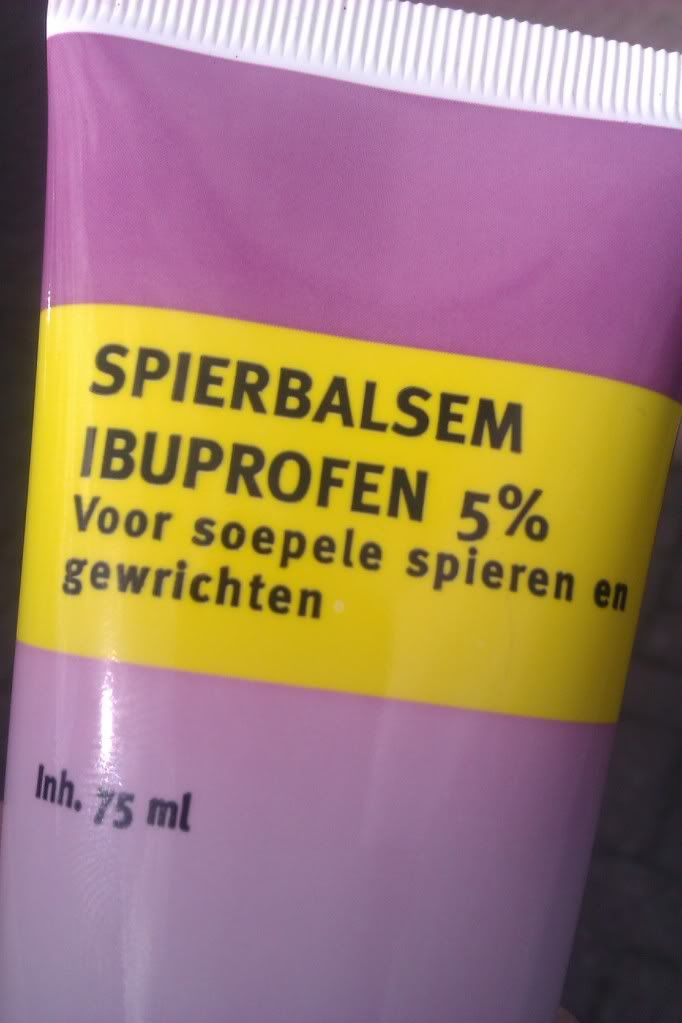 SPIERBALSEM
IBUPROFEN 5%
Voor soepele spieren en
gewrichten
Inh. 75 ml